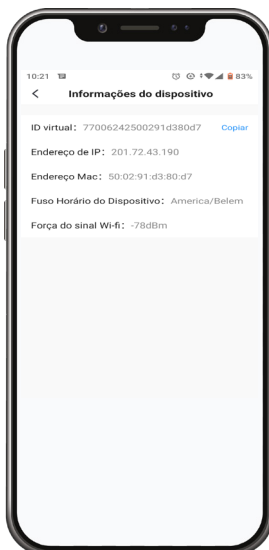 10:21 83%
Informações do dispositivo
ID virtual: 77006242500291d380d7 Copiar
Endereço de IP: 201.72.43.190
Endereço Mac: 50:02:91:d3:80:d7
Fuso Horário do Dispositivo: America/Belem
Força do sinal Wi-fi: -78dBm